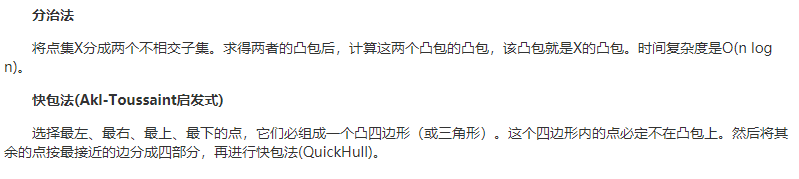 分治法
将点集X分成两个不相交子集。求得两者的凸包后，计算这两个凸包的凸包，该凸包就是X的凸包。时间复杂度是O(n log
n)。
快包法(Akl-Toussaint启发式)
选择最左、最右、最上、最下的点，它们必组成一个凸四边形（或三角形）。这个四边形内的点必定不在凸包上。然后将其
余的点按最接近的边分成四部分，再进行快包法(QuickHull)。